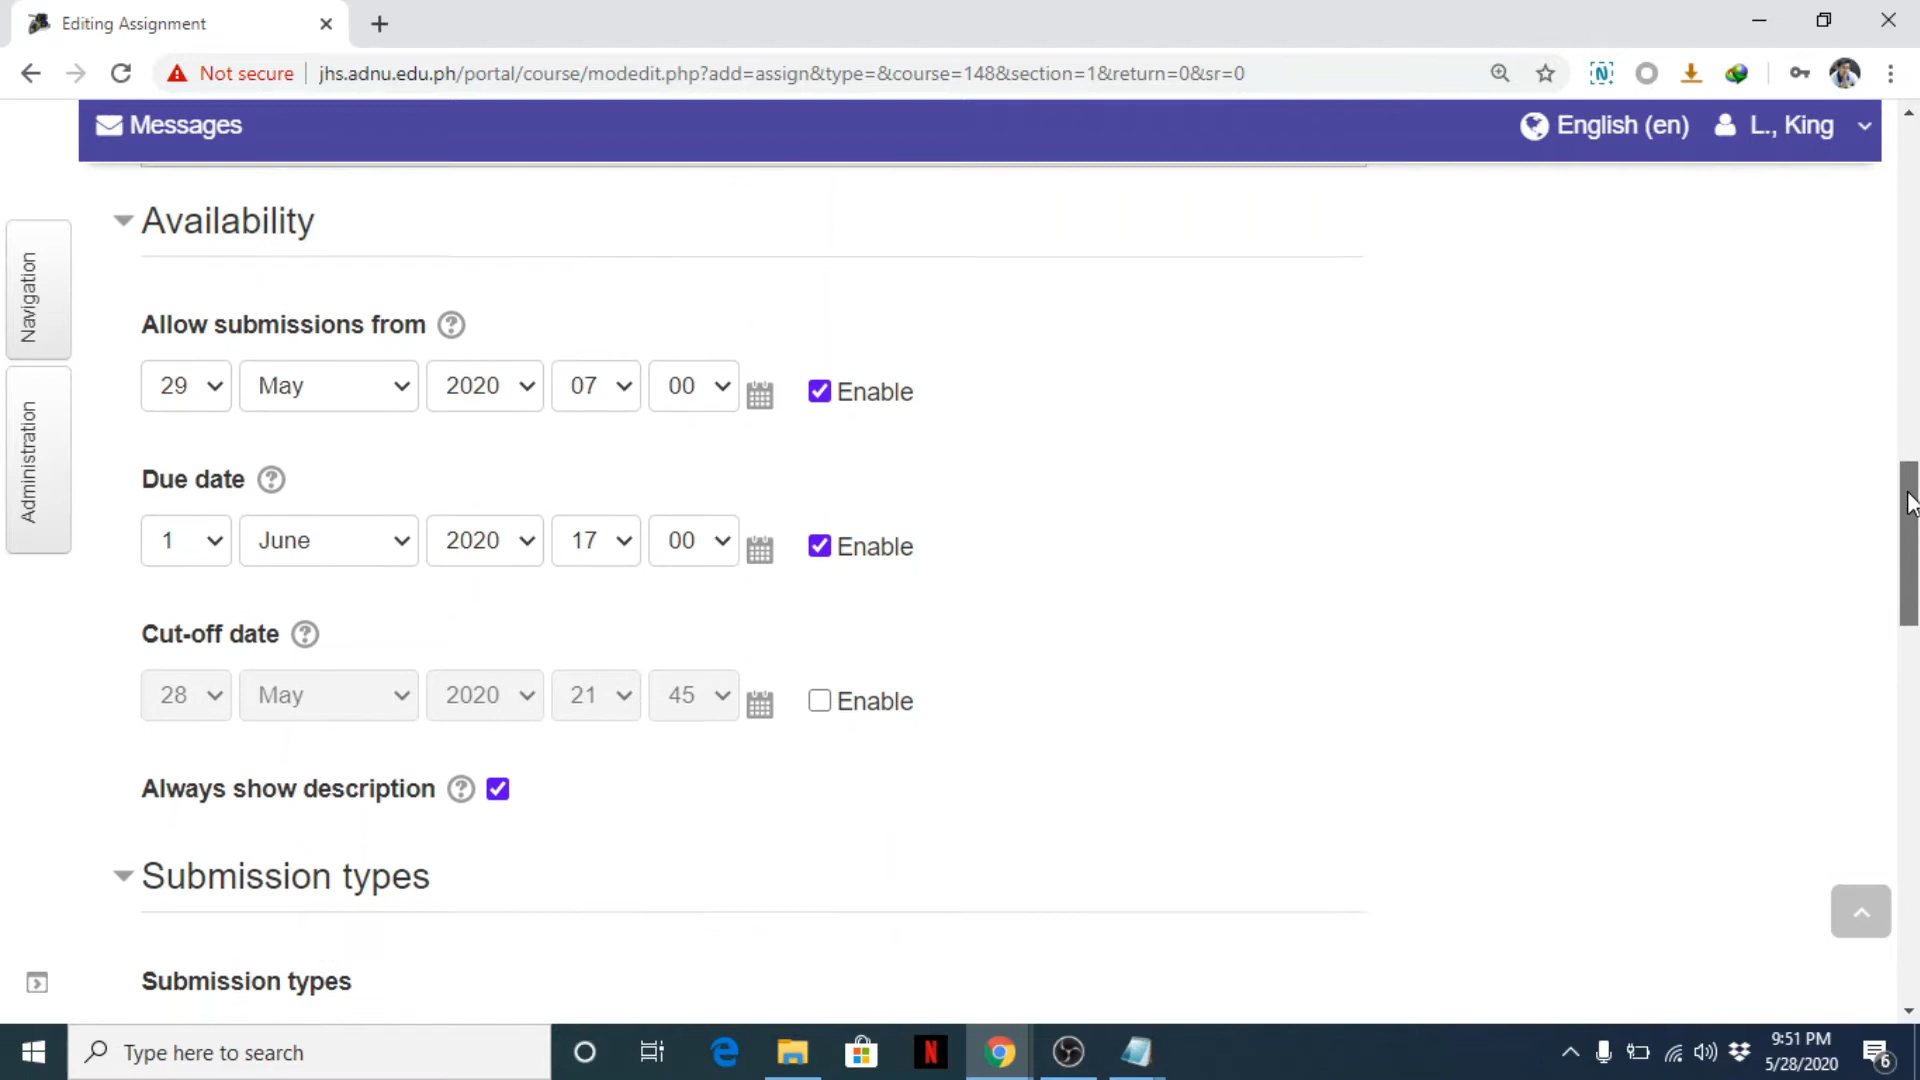 Editing Assignment
Not secure
jhs.adnu.edu.ph/portal/course/modedit.php?add=assign&type=&course=148&section=1&return=0&sr=0
Messages
English (en)
L., King
Navigation
Administration
Availability
Allow submissions from
29 May 2020 07 00 Enable
Due date
1 June 2020 17 00 Enable
Cut-off date
28 May 2020 21 45 Enable
Always show description
Submission types
Submission types
Type here to search
9:51 PM
5/28/2020
6